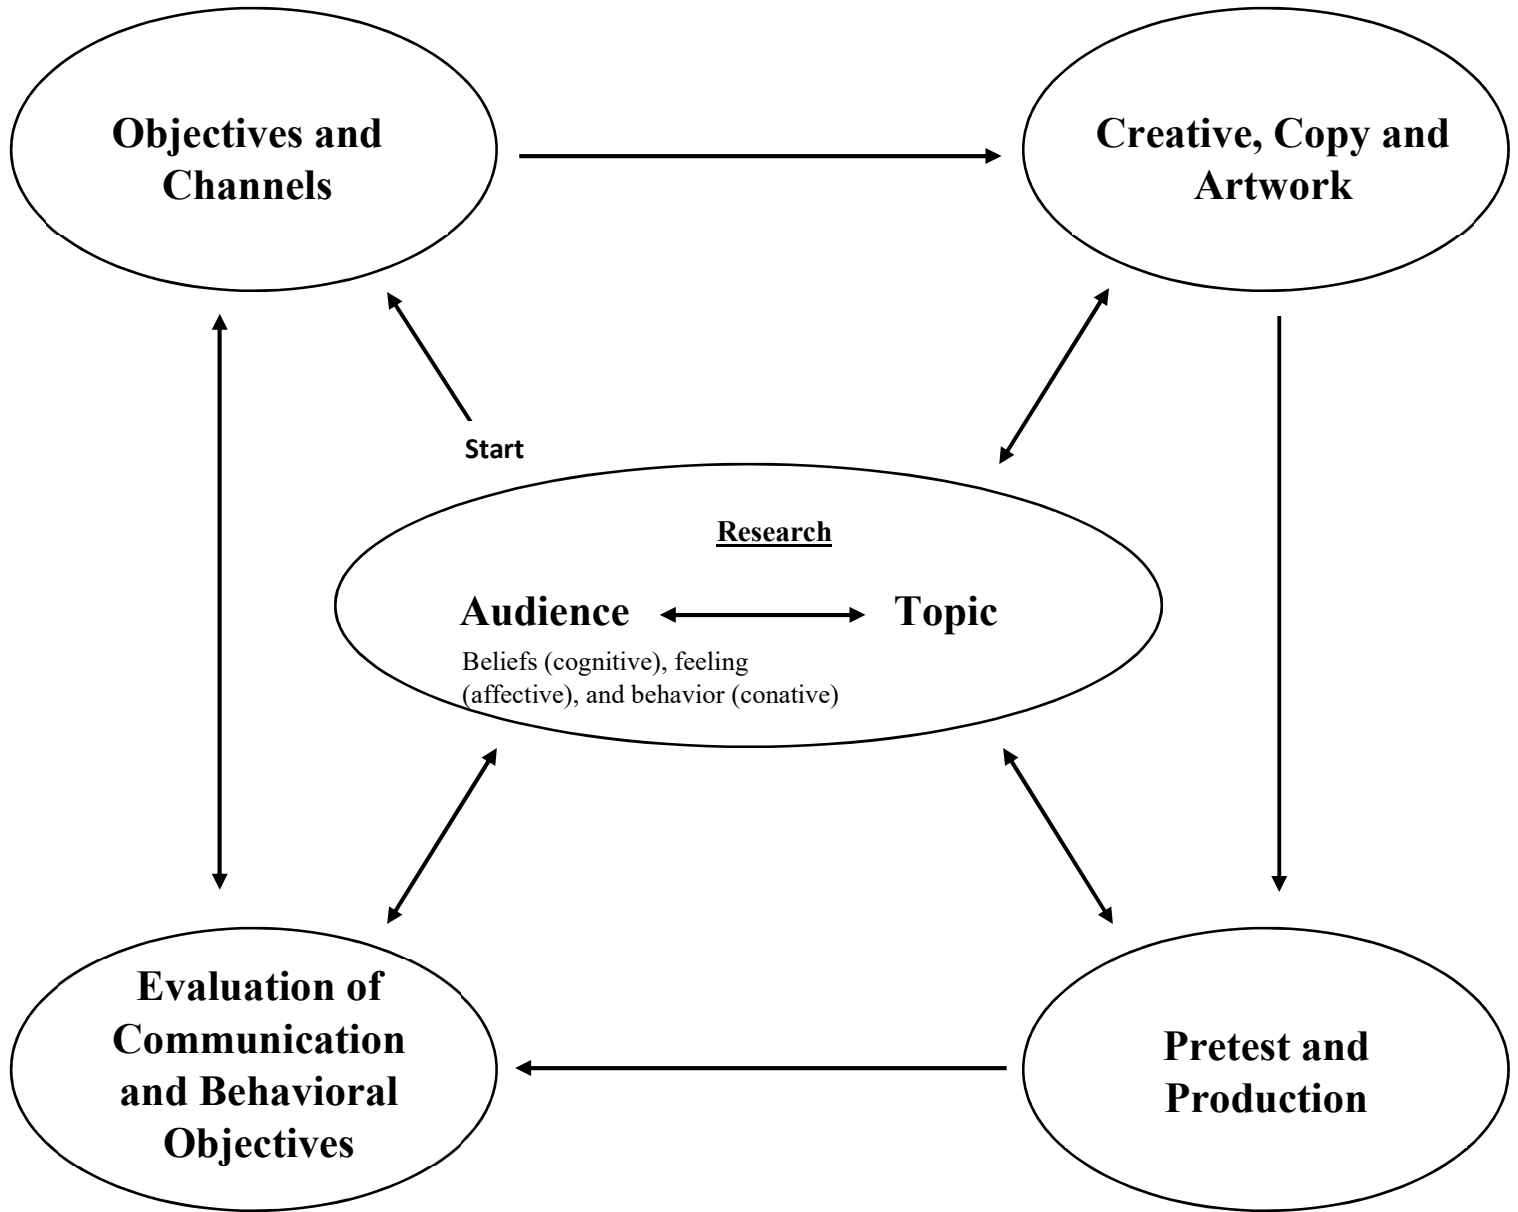 Objectives and
Channels
Creative, Copy and
Artwork
Start
Research
Audience
Topic
Beliefs (cognitive), feeling
(affective), and behavior (conative)
Evaluation of
Communication
and Behavioral
Objectives
Pretest and
Production